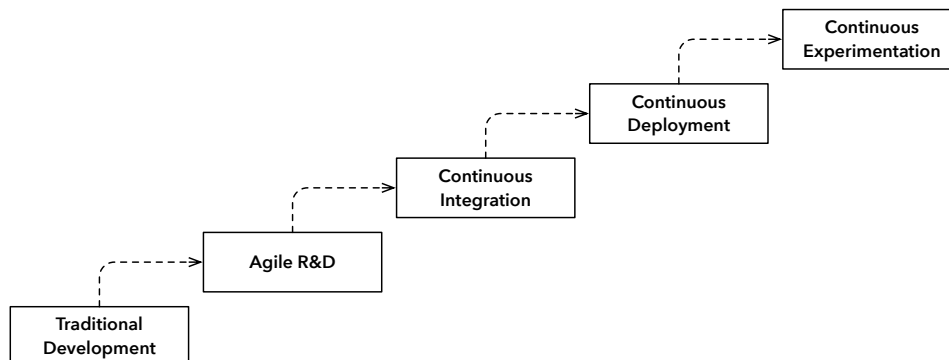 Continuous
Experimentation
Continuous
Deployment
Continuous
Integration
Agile R&D
Traditional
Development